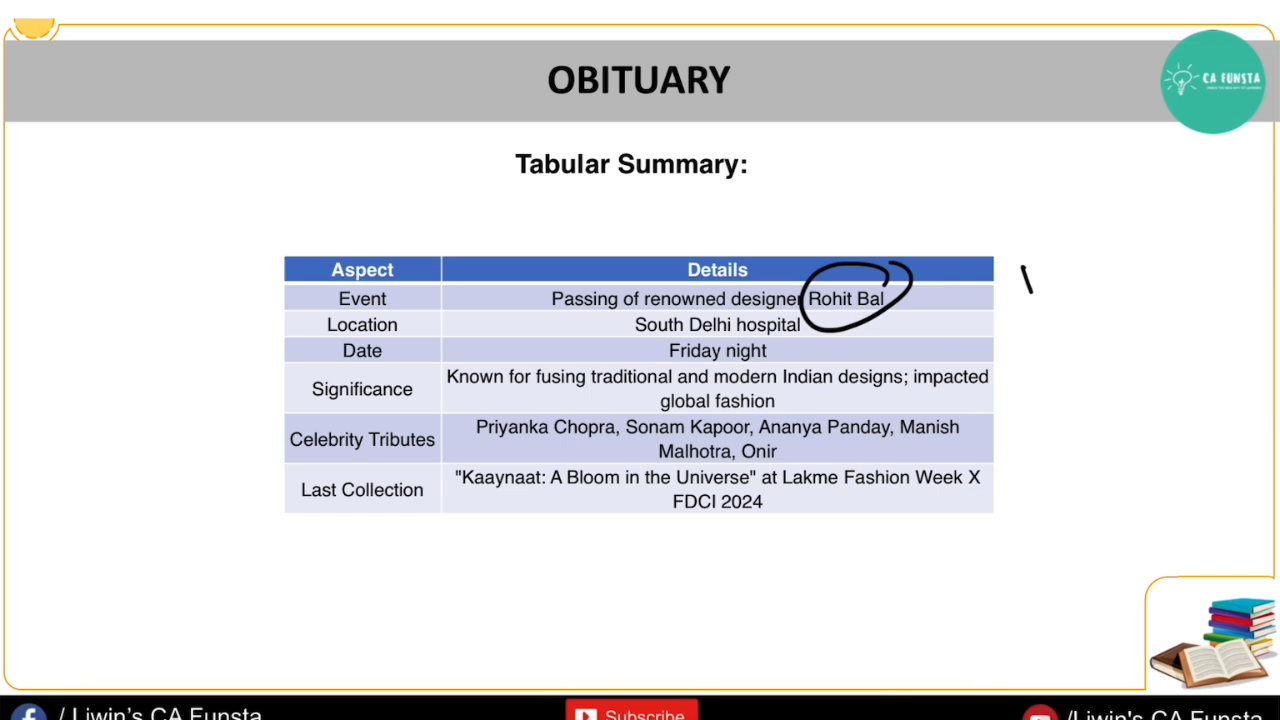 OBITUARY
CA FUNSTA
Tabular Summary:
Aspect Details
Event Passing of renowned designer Rohit Bal
Location South Delhi hospital
Date Friday night
Significance Known for fusing traditional and modern Indian designs; impacted
global fashion
Celebrity Tributes Priyanka Chopra, Sonam Kapoor, Ananya Panday, Manish
Malhotra, Onir
Last Collection "Kaaynaat: A Bloom in the Universe" at Lakme Fashion Week X
FDCI 2024
/ Liwin's CA Funsta Subscribe /Liwin's CA Funsta